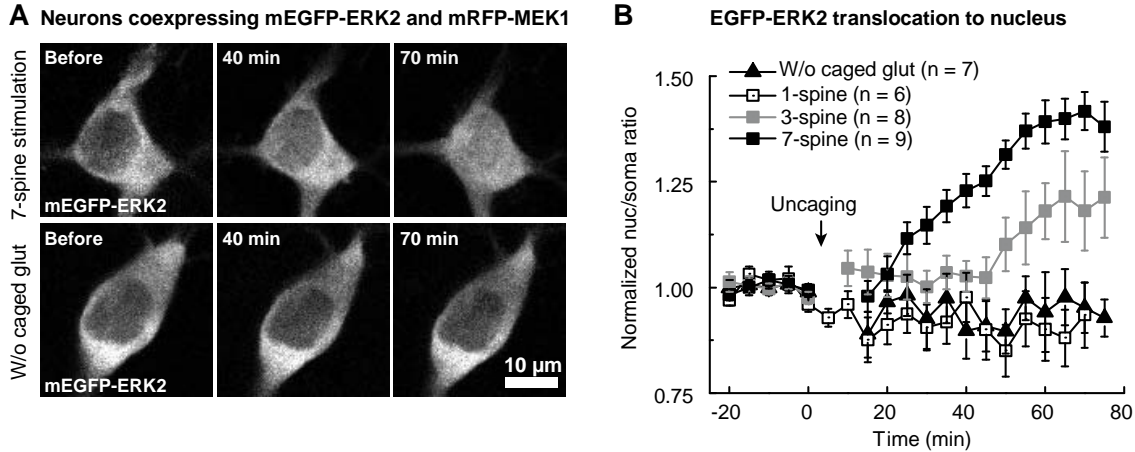 A Neurons coexpressing mEGFP-ERK2 and mRFP-MEK1
7-spine stimulation
Before
40 min
70 min
mEGFP-ERK2
W/o caged glut
Before
40 min
70 min
mEGFP-ERK2
10 µm
B EGFP-ERK2 translocation to nucleus
W/o caged glut (n = 7)
1-spine (n = 6)
3-spine (n = 8)
7-spine (n = 9)
Uncaging
Normalized nuc/soma ratio
1.50
1.25
1.00
0.75
-20 0 20 40 60 80
Time (min)